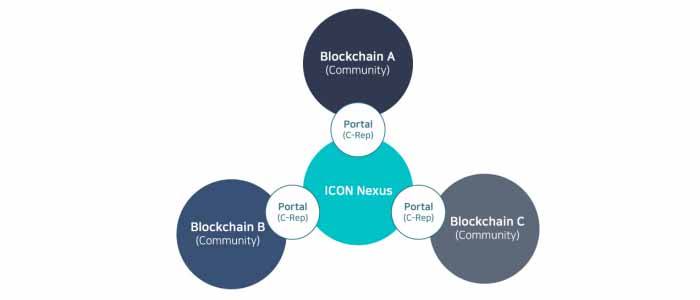 Blockchain A
(Community)
Portal
(C-Rep)
ICON Nexus
Portal
(C-Rep)
Portal
(C-Rep)
Blockchain B
(Community)
Blockchain C
(Community)